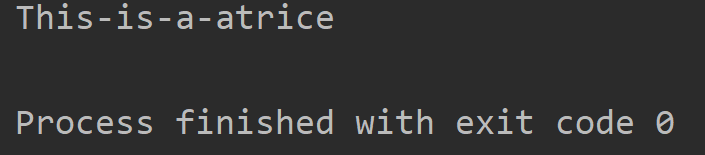 This-is-a-atrice
Process finished with exit code 0